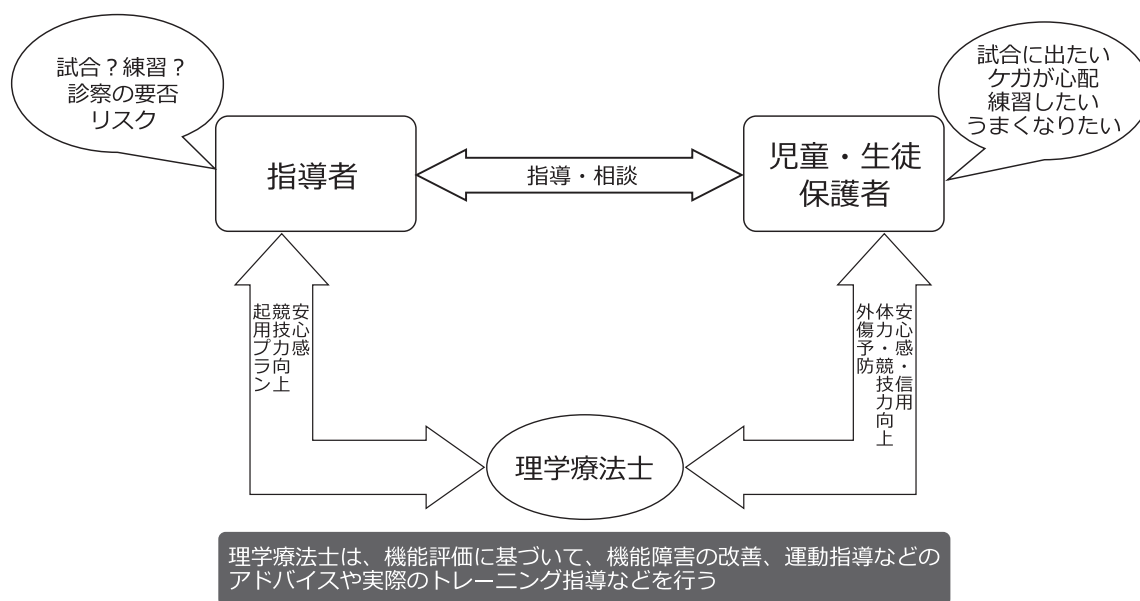 試合？練習？
診察の要否
リスク
試合に出たい
ケガが心配
練習したい
うまくなりたい
指導者
指導・相談
児童・生徒
保護者
安心感
競技力向上
起用プラン
安心感・信用
体力・競技力向上
外傷予防
理学療法士
理学療法士は、機能評価に基づいて、機能障害の改善、運動指導などの
アドバイスや実際のトレーニング指導などを行う